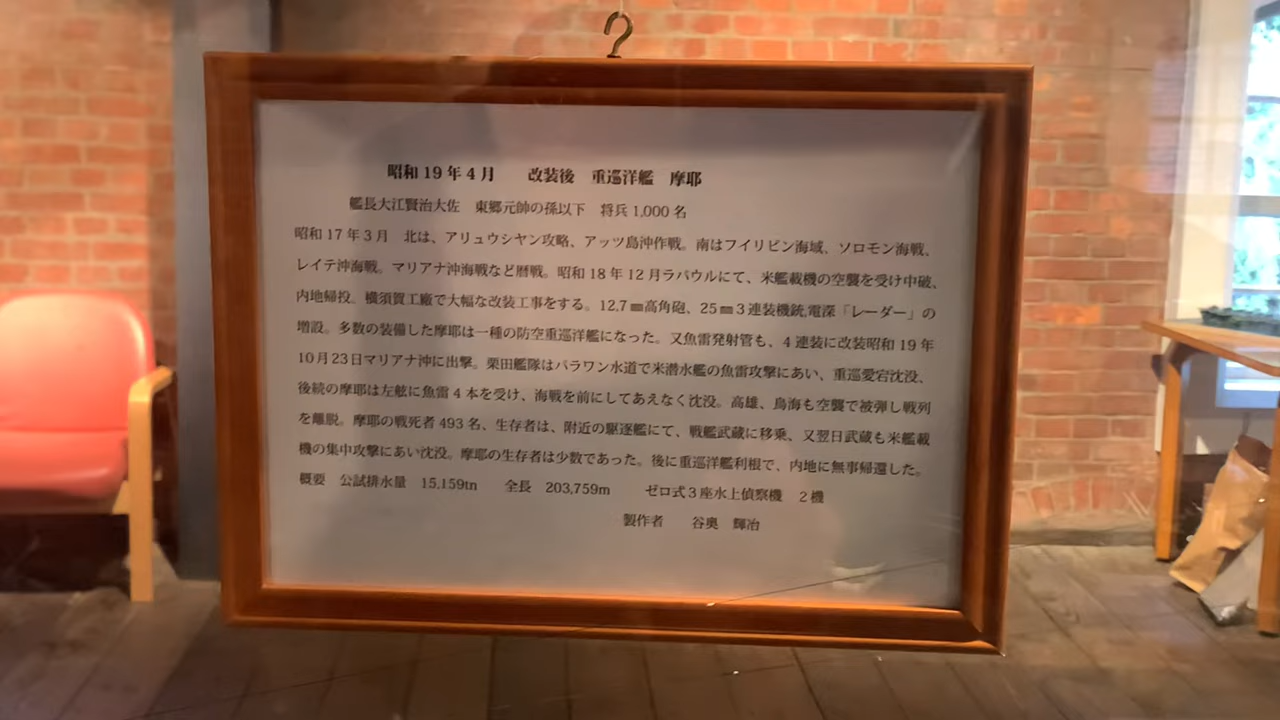 昭和19年4月　改装後　重巡洋艦　摩耶
艦長大江賢治大佐　東郷元帥の孫以下　将兵1,000名
昭和17年3月　北は、アリュウシヤン攻略、アッツ島沖作戦。南はフイリピン海域、ソロモン海戦、
レイテ沖海戦。マリアナ沖海戦など暦戦。昭和18年12月ラバウルにて、米艦載機の空襲を受け中破、
内地帰投。横須賀工廠で大幅な改装工事をする。12,7㎜高角砲、25㎜3連装機銃,電深「レーダー」の
増設。多数の装備した摩耶は一種の防空重巡洋艦になった。又魚雷発射管も、4連装に改装昭和19年
10月23日マリアナ沖に出撃。栗田艦隊はパラワン水道で米潜水艦の魚雷攻撃にあい、重巡愛宕沈没、
後続の摩耶は左舷に魚雷4本を受け、海戦を前にしてあえなく沈没。高雄、鳥海も空襲で被弾し戦列
を離脱。摩耶の戦死者493名、生存者は、附近の駆逐艦にて、戦艦武蔵に移乗、又翌日武蔵も米艦載
機の集中攻撃にあい沈没。摩耶の生存者は少数であった。後に重巡洋艦利根で、内地に無事帰還した。
概要　公試排水量　15,159tn　全長　203,759m　ゼロ式3座水上偵察機　2機
製作者　谷奥　輝冶